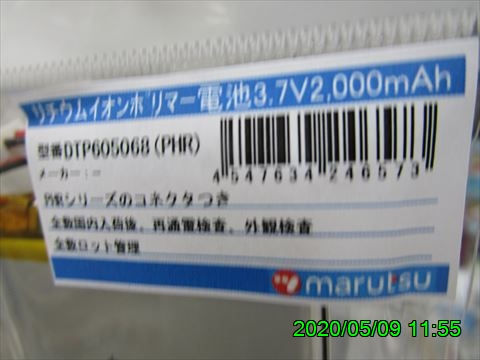 リチウムイオンポリマー電池3.7V2,000mAh
型番DTP605068(PHR)
メーカー:－
PHRシリーズのコネクタつき
全数国内入荷後、再通電検査、外観検査
全数ロット管理
4 547634 246573
marutsu
2020/05/09 11:55